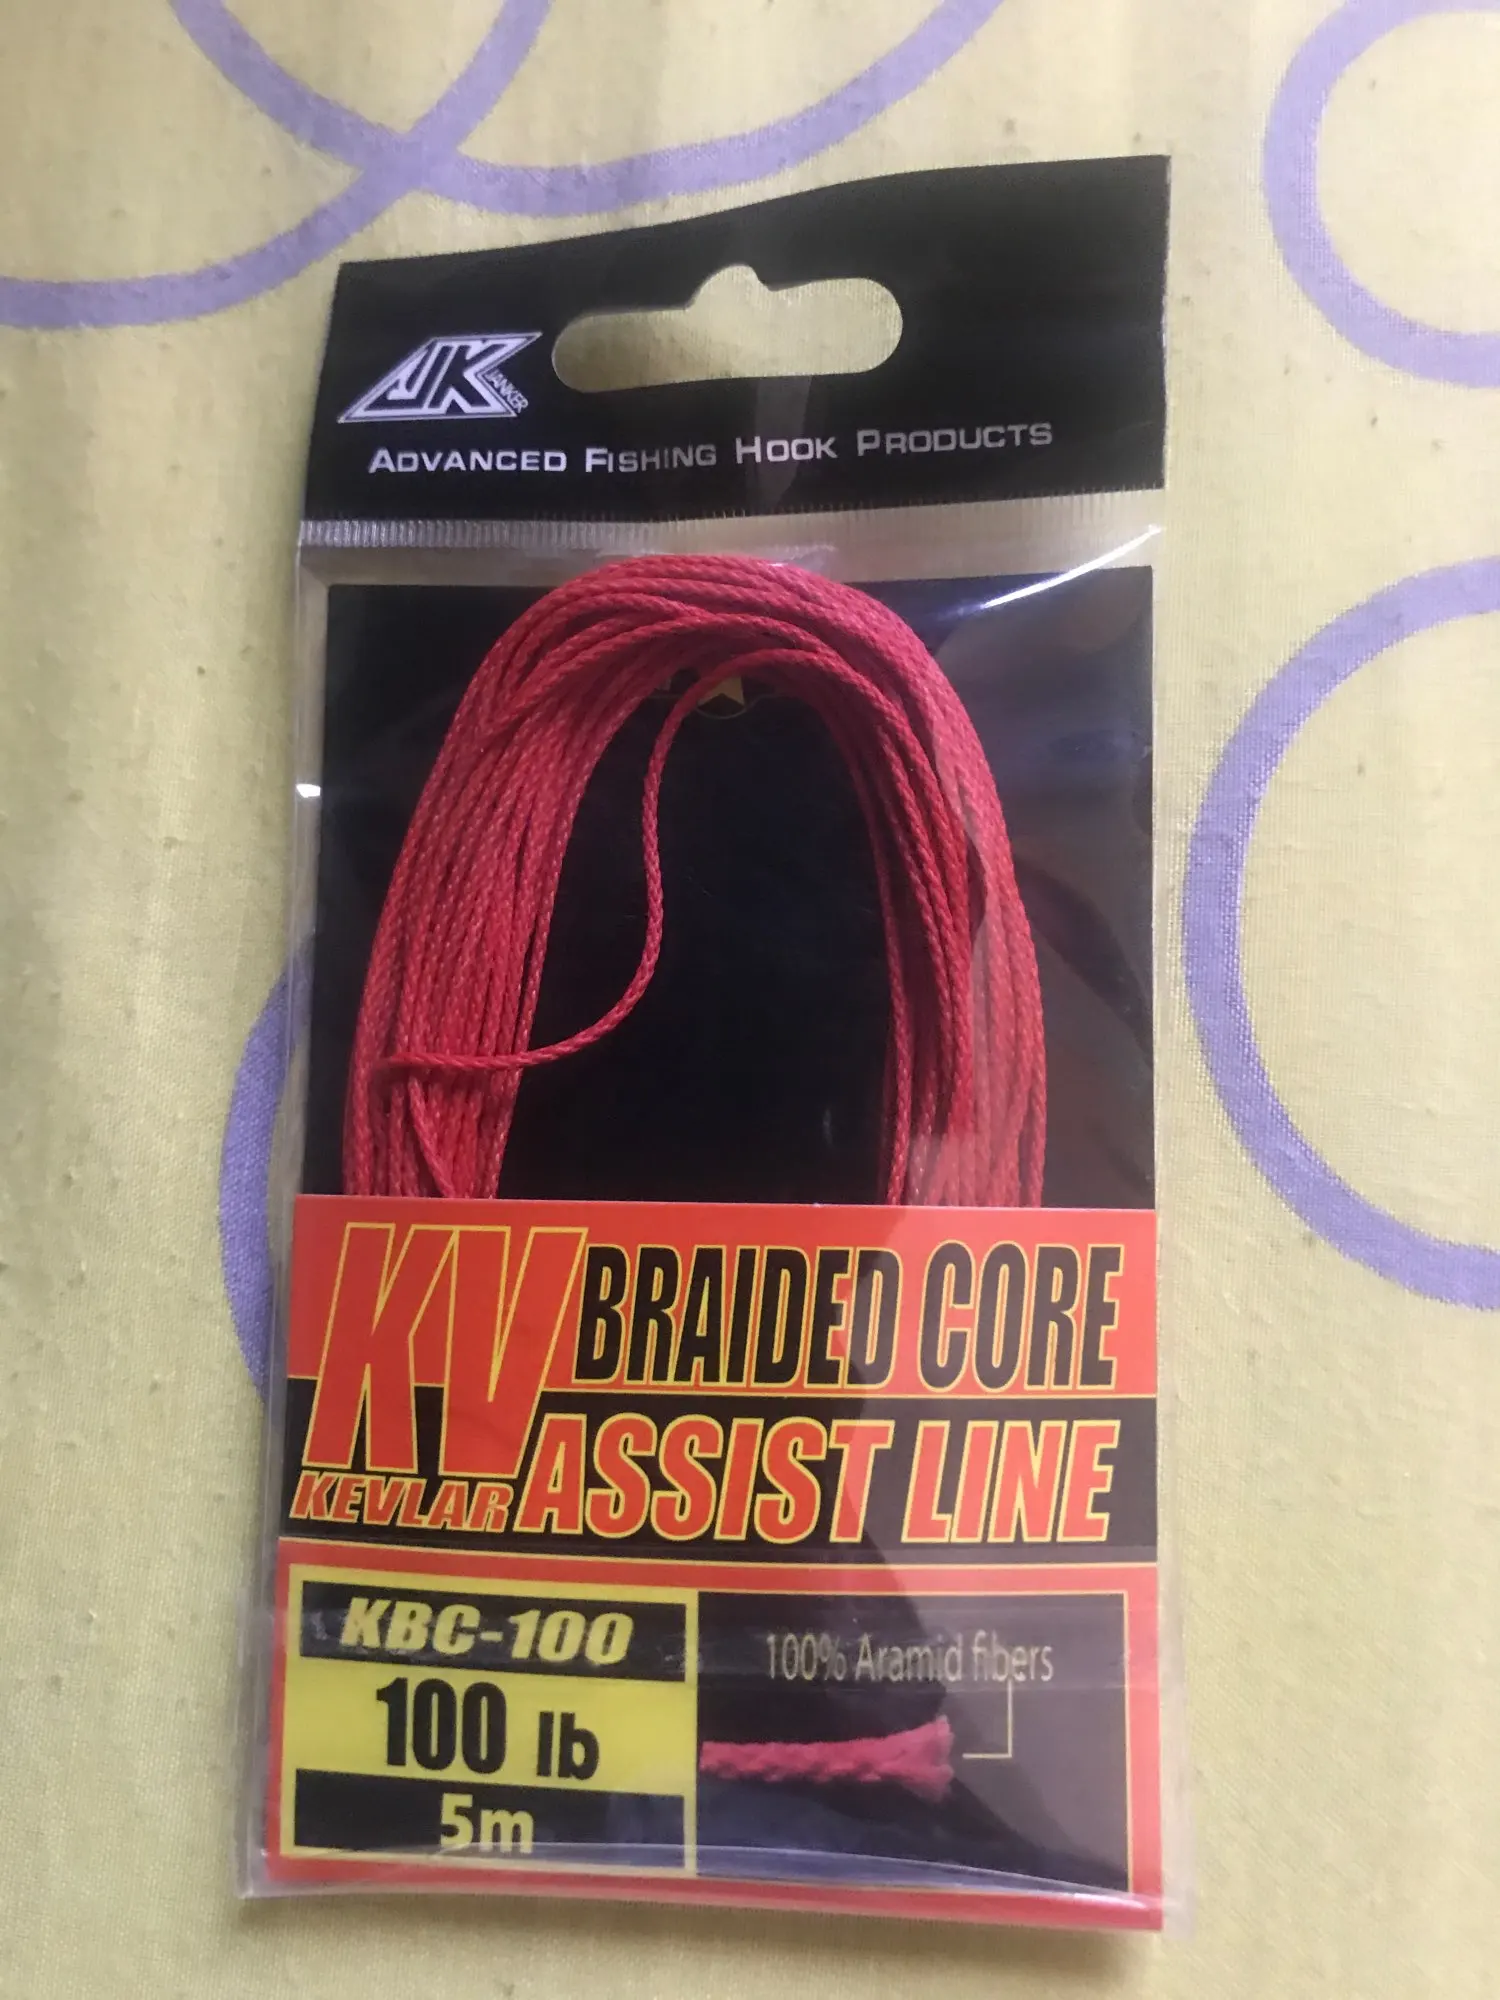 JK
JANKER
ADVANCED FISHING HOOK PRODUCTS
KV BRAIDED CORE
KEVLAR ASSIST LINE
KBC-100
100 lb
5m
100% Aramid fibers